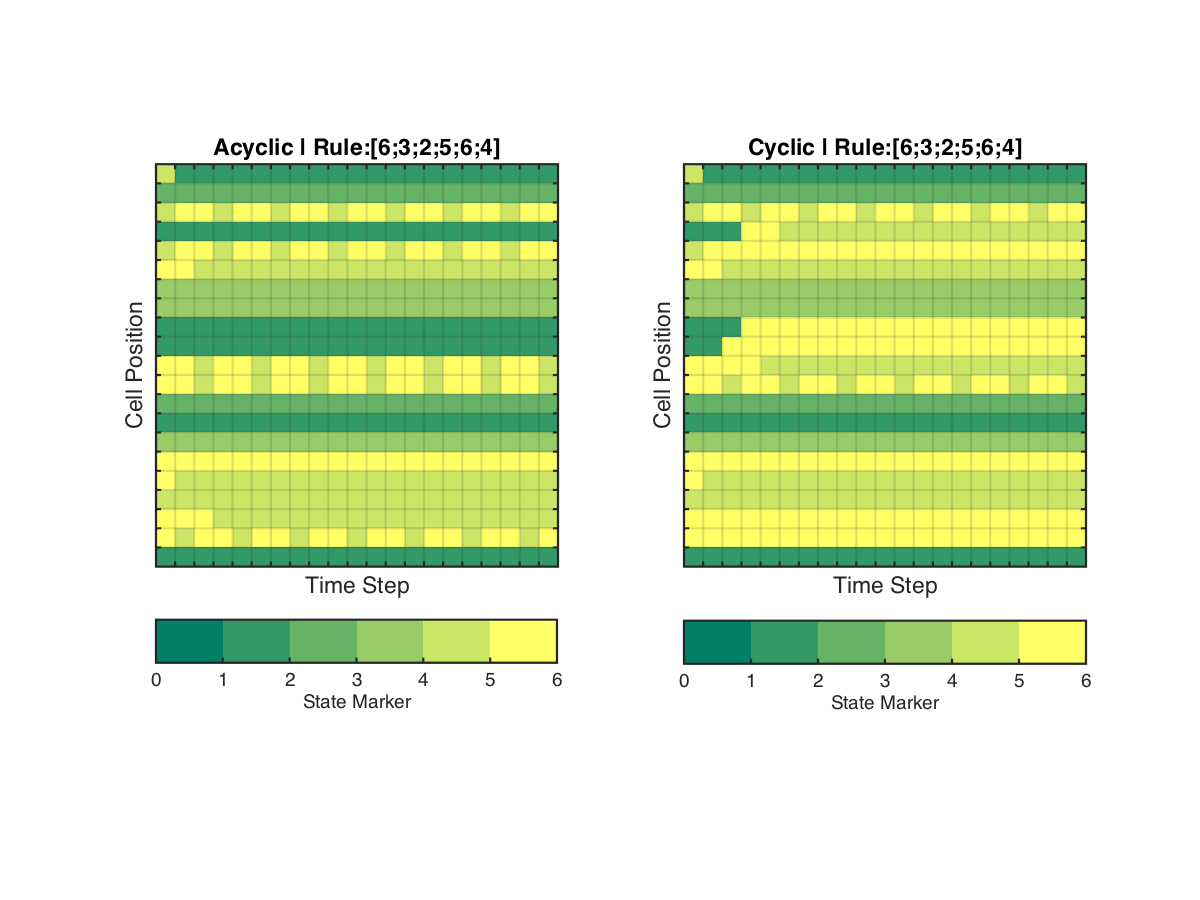 Acyclic | Rule:[6;3;2;5;6;4]
Cell Position
Time Step
0 1 2 3 4 5 6
State Marker
Cyclic | Rule:[6;3;2;5;6;4]
Cell Position
Time Step
0 1 2 3 4 5 6
State Marker